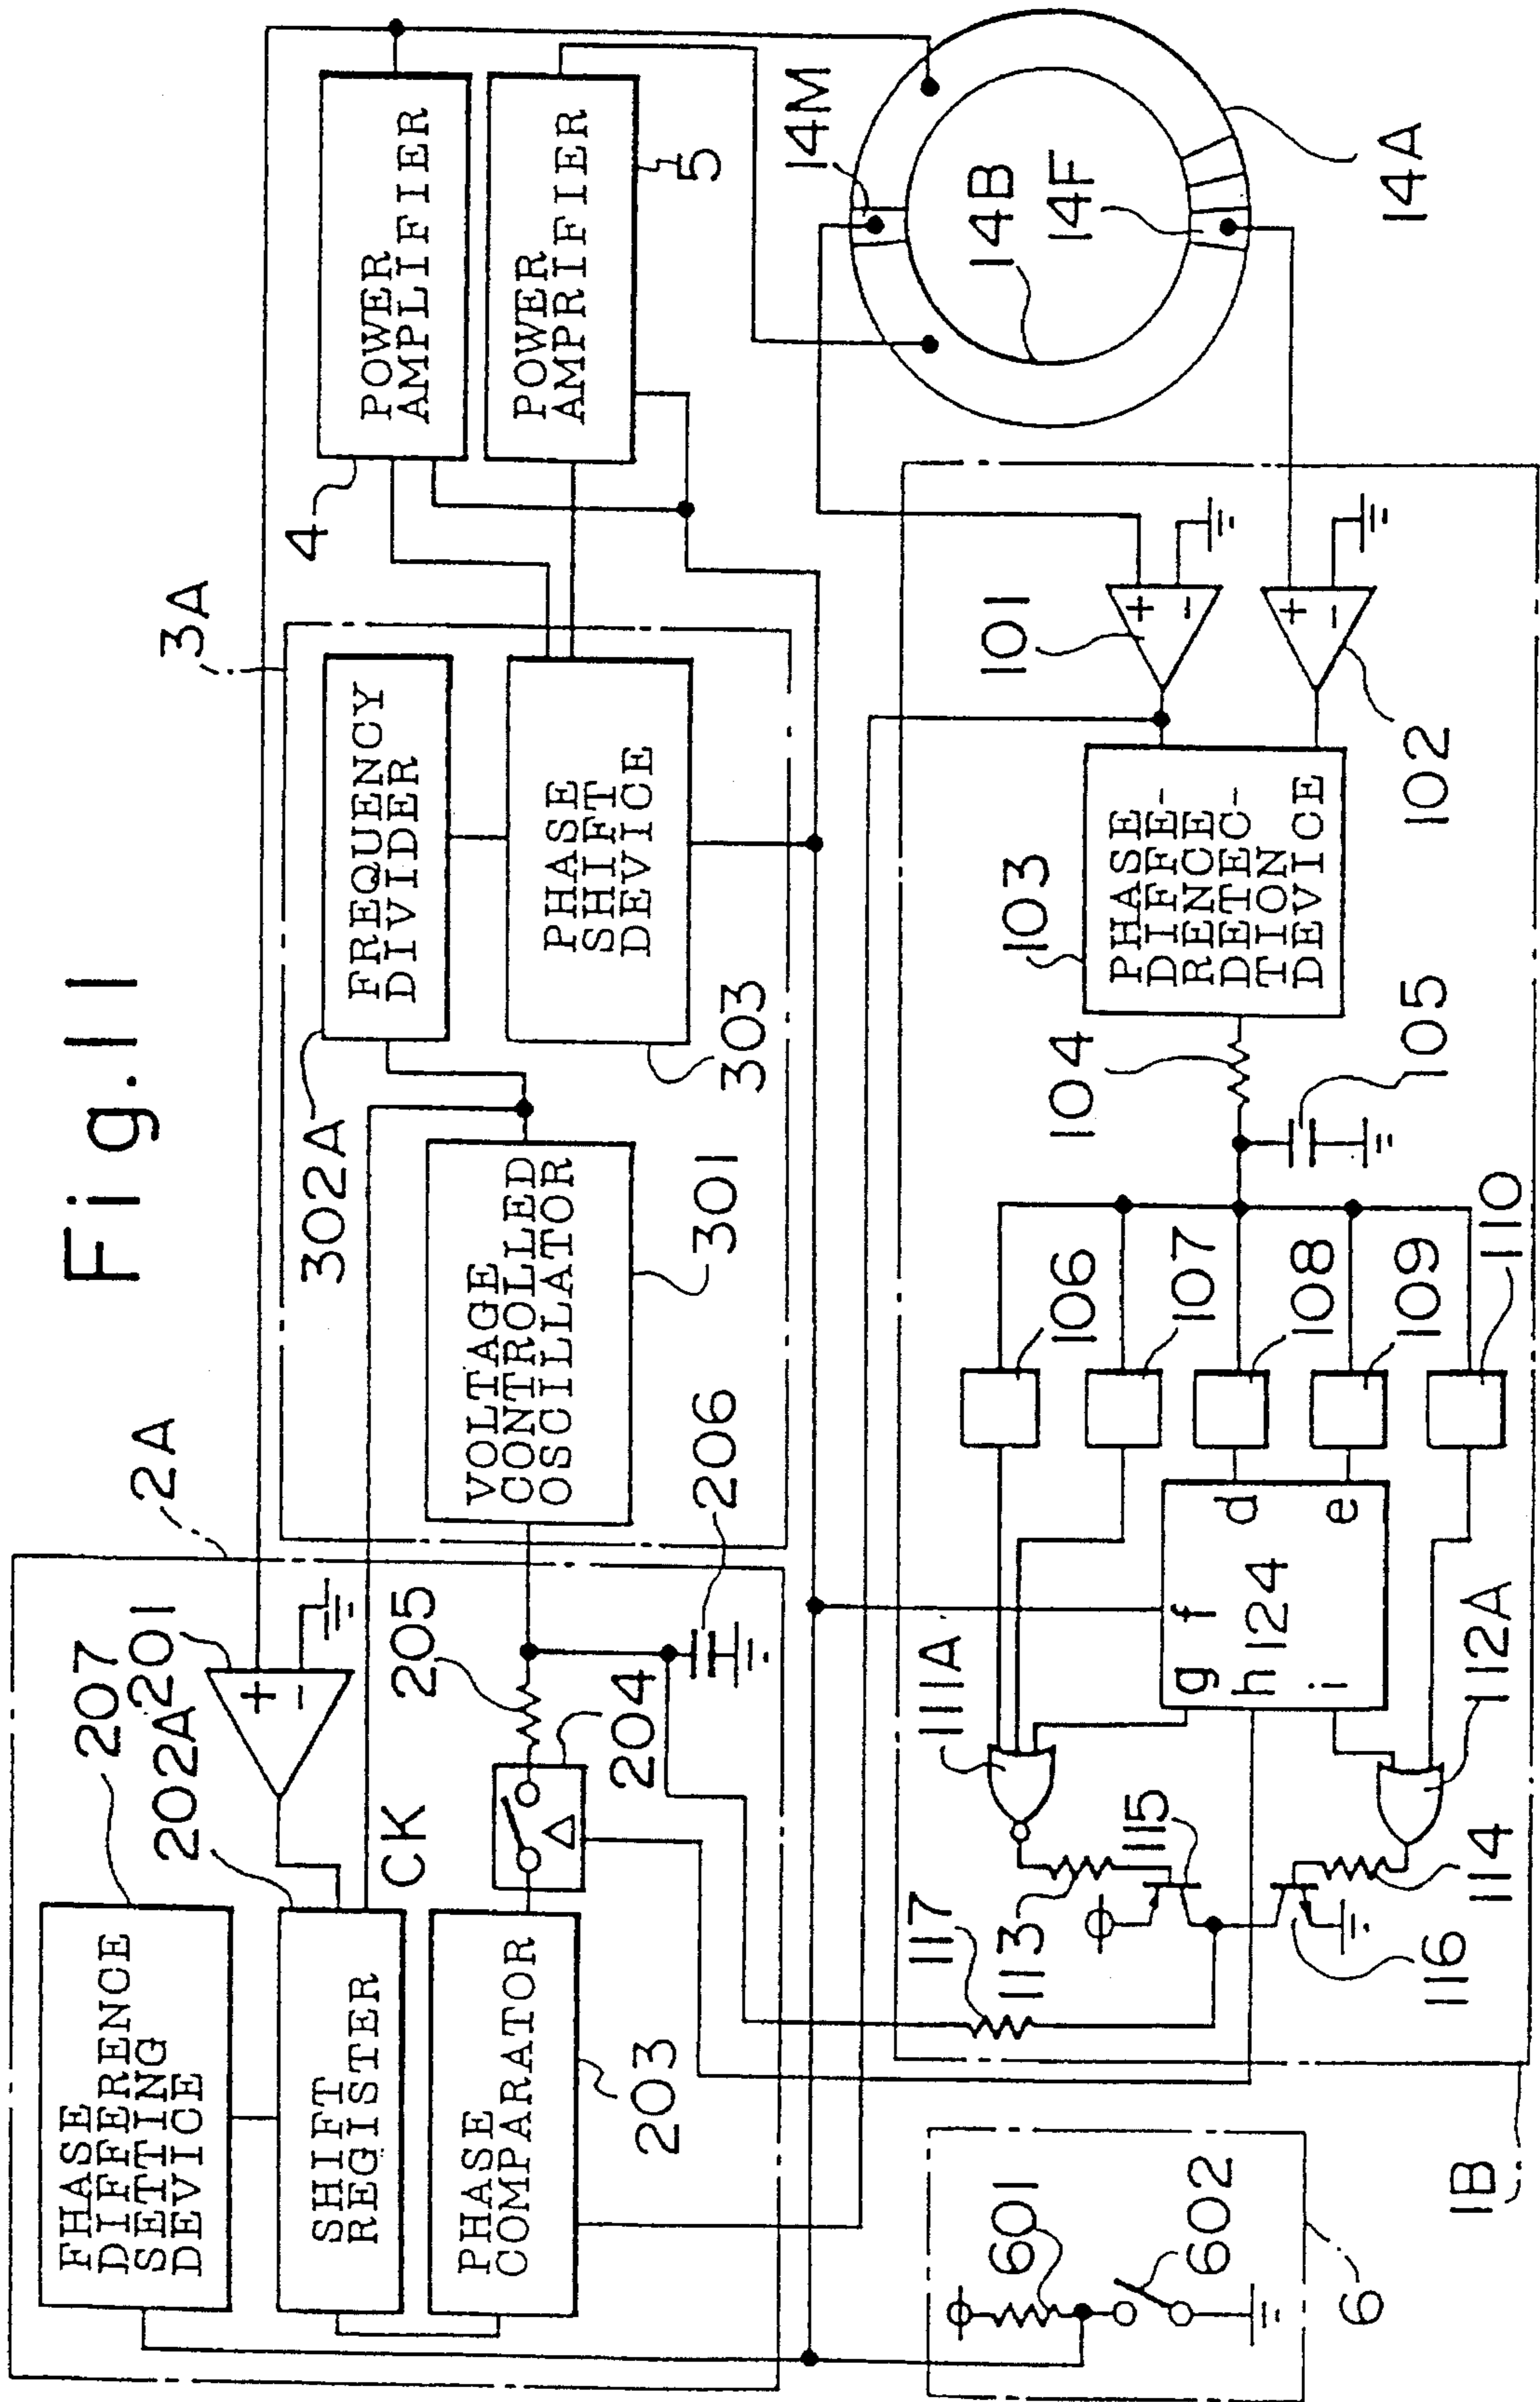 Fig.11
2A
3A
PHASE
DIFFERENCE
SETTING
DEVICE
207
202A
201
+
−
SHIFT
REGISTER
CK
PHASE
COMPARATOR
203
204
205
206
VOLTAGE
CONTROLLED
OSCILLATOR
301
302A
FREQUENCY
DIVIDER
PHASE
SHIFT
DEVICE
303
4
POWER
AMPLIFIER
POWER
AMPRIFIER
5
14M
14B
14F
14A
101
+
−
+
−
102
103
PHASE-
DIFFE-
RENCE-
DETEC-
TION
DEVICE
104
105
106
107
108
109
110
d
e
f
g
h
i
124
111A
112A
113
114
115
116
117
1B
601
602
6